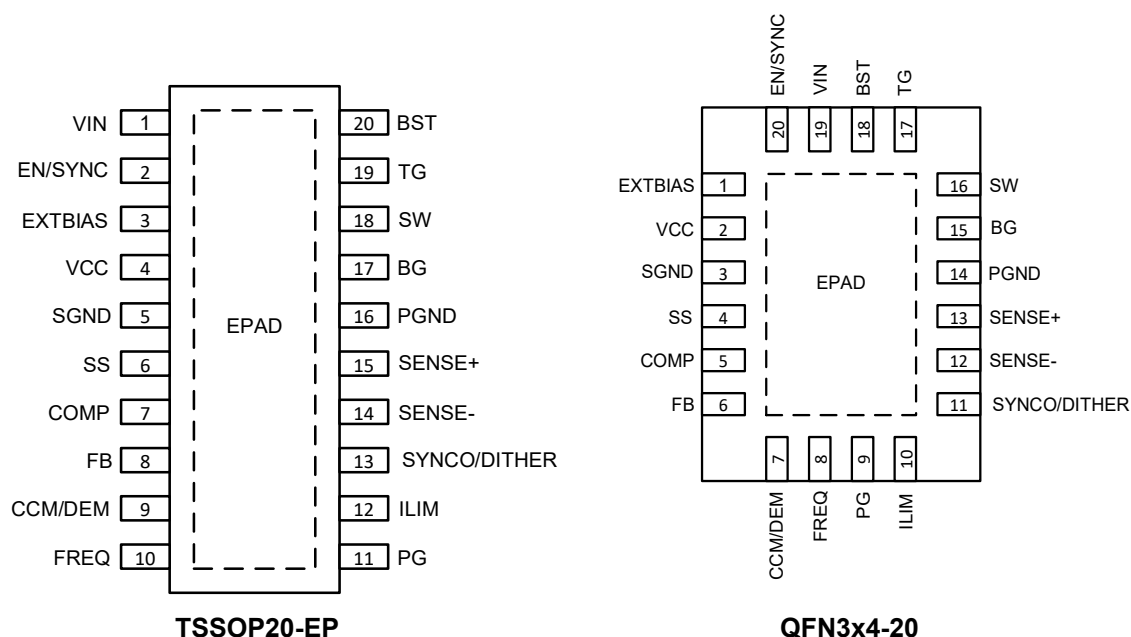 VIN 1
EN/SYNC 2
EXTBIAS 3
VCC 4
SGND 5
SS 6
COMP 7
FB 8
CCM/DEM 9
FREQ 10
EPAD
20 BST
19 TG
18 SW
17 BG
16 PGND
15 SENSE+
14 SENSE-
13 SYNCO/DITHER
12 ILIM
11 PG
TSSOP20-EP
EN/SYNC 20
VIN 19
BST 18
TG 17
EXTBIAS 1
VCC 2
SGND 3
SS 4
COMP 5
FB 6
EPAD
16 SW
15 BG
14 PGND
13 SENSE+
12 SENSE-
11 SYNCO/DITHER
CCM/DEM 7
FREQ 8
PG 9
ILIM 10
QFN3x4-20